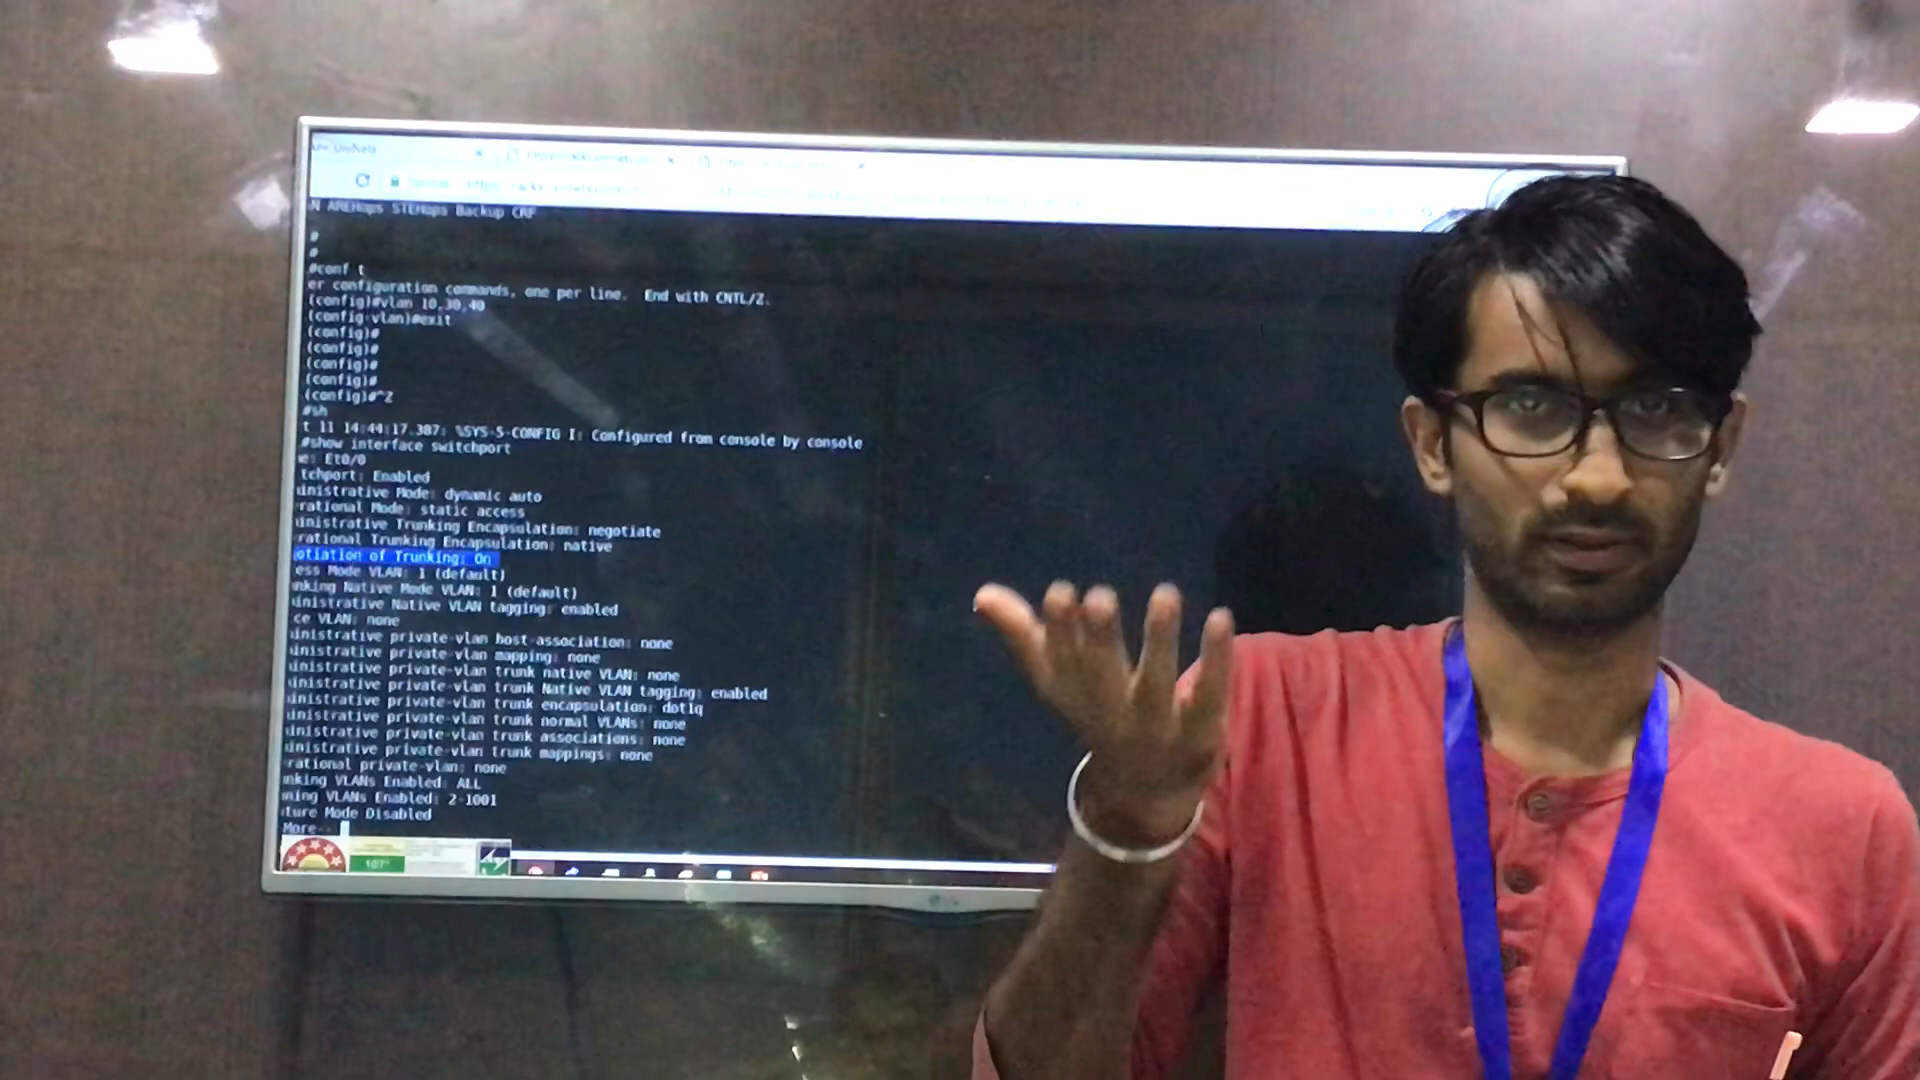 UniNets
N AREHops STEHops Backup CRF
#
#
#conf t
er configuration commands, one per line. End with CNTL/Z.
(config)#vlan 10,30,40
(config-vlan)#exit
(config)#
(config)#
(config)#
(config)#
(config)#^Z
#sh
t 11 14:44:17.387: %SYS-5-CONFIG I: Configured from console by console
#show interface switchport
e: Et0/0
tchport: Enabled
inistrative Mode: dynamic auto
rational Mode: static access
inistrative Trunking Encapsulation: negotiate
rational Trunking Encapsulation: native
otiation of Trunking: On
ess Mode VLAN: 1 (default)
nking Native Mode VLAN: 1 (default)
inistrative Native VLAN tagging: enabled
ce VLAN: none
inistrative private-vlan host-association: none
inistrative private-vlan mapping: none
inistrative private-vlan trunk native VLAN: none
inistrative private-vlan trunk Native VLAN tagging: enabled
inistrative private-vlan trunk encapsulation: dot1q
inistrative private-vlan trunk normal VLANs: none
inistrative private-vlan trunk associations: none
inistrative private-vlan trunk mappings: none
rational private-vlan: none
nking VLANs Enabled: ALL
ning VLANs Enabled: 2-1001
ture Mode Disabled
More--
107*
LG